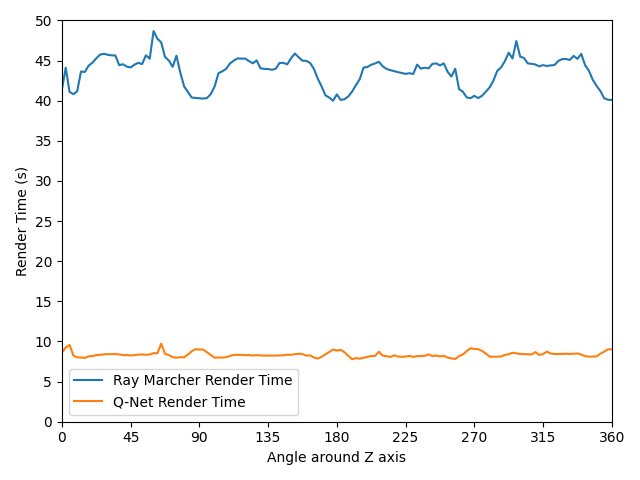 50
45
40
35
30
25
20
15
10
5
0
Render Time (s)
Ray Marcher Render Time
Q-Net Render Time
0 45 90 135 180 225 270 315 360
Angle around Z axis